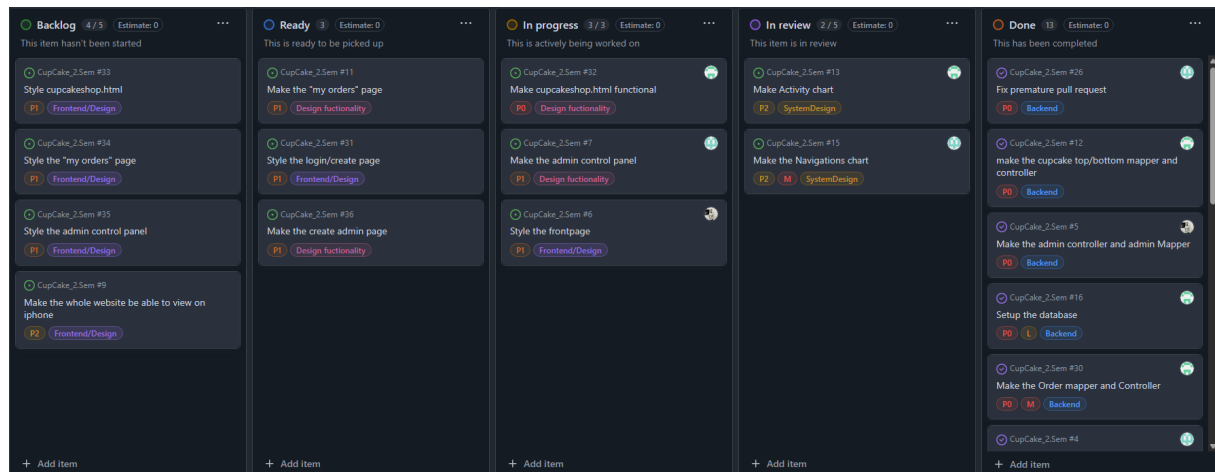 Backlog 4 / 5 Estimate: 0 ...
This item hasn't been started
CupCake_2.Sem #33
Style cupcakeshop.html
P1 Frontend/Design
CupCake_2.Sem #34
Style the "my orders" page
P1 Frontend/Design
CupCake_2.Sem #35
Style the admin control panel
P1 Frontend/Design
CupCake_2.Sem #9
Make the whole website be able to view on
iphone
P2 Frontend/Design
+ Add item
Ready 3 Estimate: 0 ...
This is ready to be picked up
CupCake_2.Sem #11
Make the "my orders" page
P1 Design fuctionality
CupCake_2.Sem #31
Style the login/create page
P1 Frontend/Design
CupCake_2.Sem #36
Make the create admin page
P1 Design fuctionality
+ Add item
In progress 3 / 3 Estimate: 0 ...
This is actively being worked on
CupCake_2.Sem #32
Make cupcakeshop.html functional
P0 Design fuctionality
CupCake_2.Sem #7
Make the admin control panel
P1 Design fuctionality
CupCake_2.Sem #6
Style the frontpage
P1 Frontend/Design
+ Add item
In review 2 / 5 Estimate: 0 ...
This item is in review
CupCake_2.Sem #13
Make Activity chart
P2 SystemDesign
CupCake_2.Sem #15
Make the Navigations chart
P2 M SystemDesign
+ Add item
Done 13 Estimate: 0 ...
This has been completed
CupCake_2.Sem #26
Fix premature pull request
P0 Backend
CupCake_2.Sem #12
make the cupcake top/bottom mapper and
controller
P0 Backend
CupCake_2.Sem #5
Make the admin controller and admin Mapper
P0 Backend
CupCake_2.Sem #16
Setup the database
P0 L Backend
CupCake_2.Sem #30
Make the Order mapper and Controller
P0 M Backend
CupCake_2.Sem #4
+ Add item